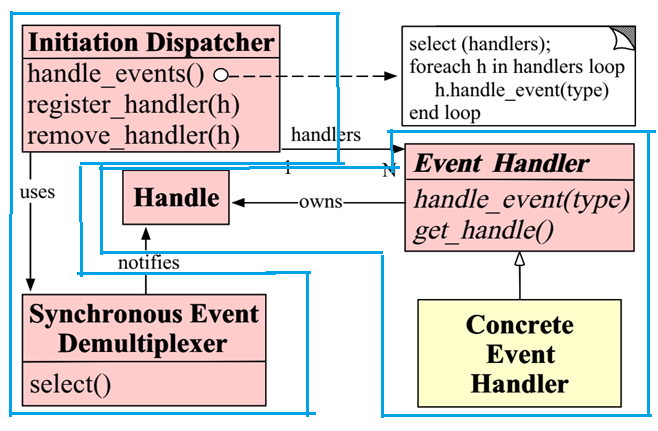 Initiation Dispatcher
handle_events()
register_handler(h)
remove_handler(h)
select (handlers);
foreach h in handlers loop
h.handle_event(type)
end loop
handlers
1
N
uses
Handle
owns
Event Handler
handle_event(type)
get_handle()
notifies
Synchronous Event
Demultiplexer
select()
Concrete
Event
Handler